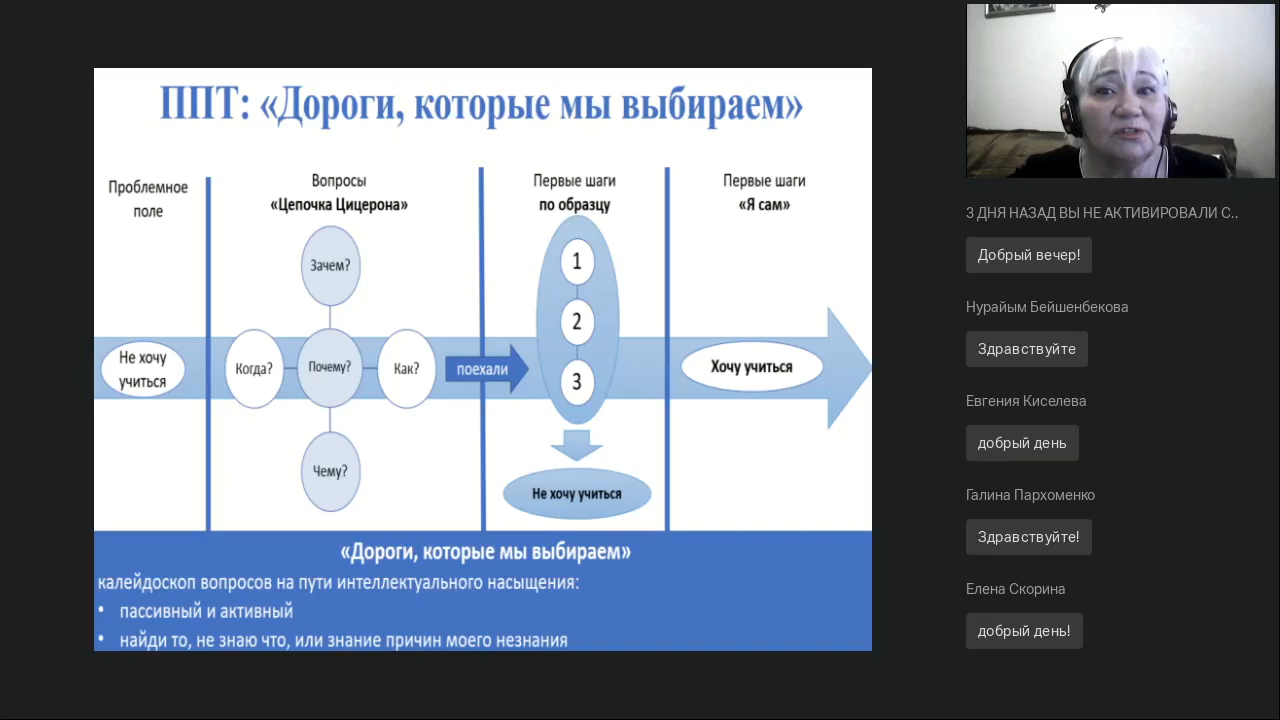 ППТ: «Дороги, которые мы выбираем»
Проблемное
поле
Вопросы
«Цепочка Цицерона»
Первые шаги
по образцу
Первые шаги
«Я сам»
Зачем?
1
2
3
Не хочу
учиться
Когда?
Почему?
Как?
поехали
Хочу учиться
Чему?
Не хочу учиться
«Дороги, которые мы выбираем»
калейдоскоп вопросов на пути интеллектуального насыщения:
• пассивный и активный
• найди то, не знаю что, или знание причин моего незнания
3 ДНЯ НАЗАД ВЫ НЕ АКТИВИРОВАЛИ С..
Добрый вечер!
Нурайым Бейшенбекова
Здравствуйте
Евгения Киселева
добрый день
Галина Пархоменко
Здравствуйте!
Елена Скорина
добрый день!